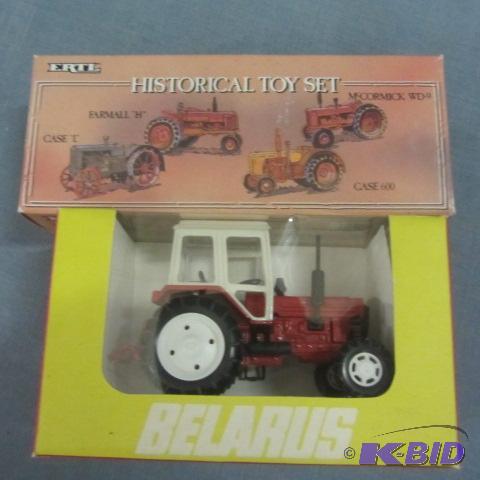 ERTL
HISTORICAL TOY SET
McCORMICK WD-9
FARMALL "H"
CASE "L"
CASE 600
BELARUS
© K-BID